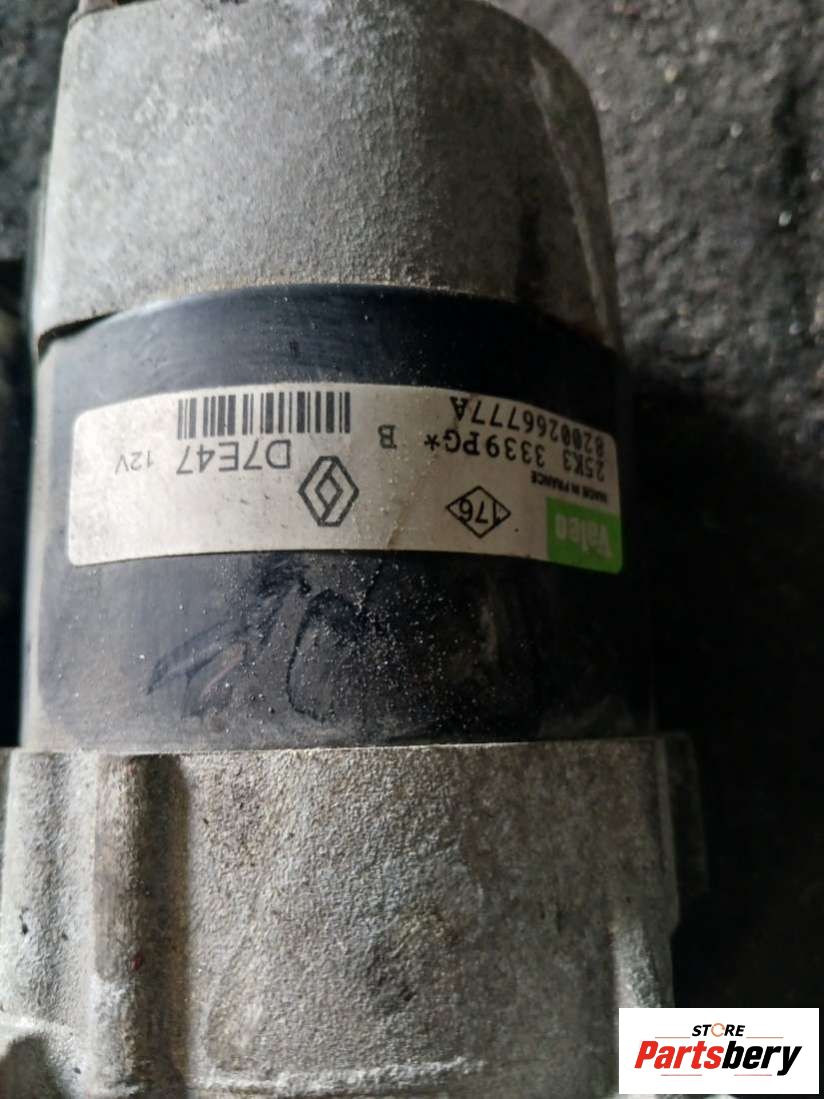 Valeo
MADE IN FRANCE
25K3 3339PG* B
8200266777A
176
D7E47 12V
STORE
Partsbery